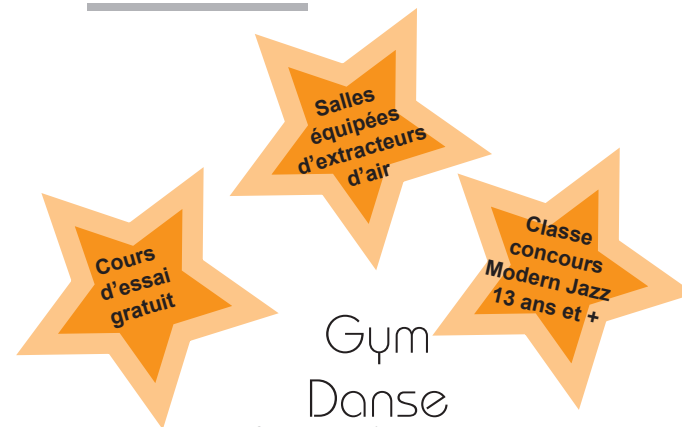 Salles
équipées
d'extracteurs
d'air
Classe
concours
Modern Jazz
13 ans et +
Cours
d'essai
gratuit
Gym
Danse